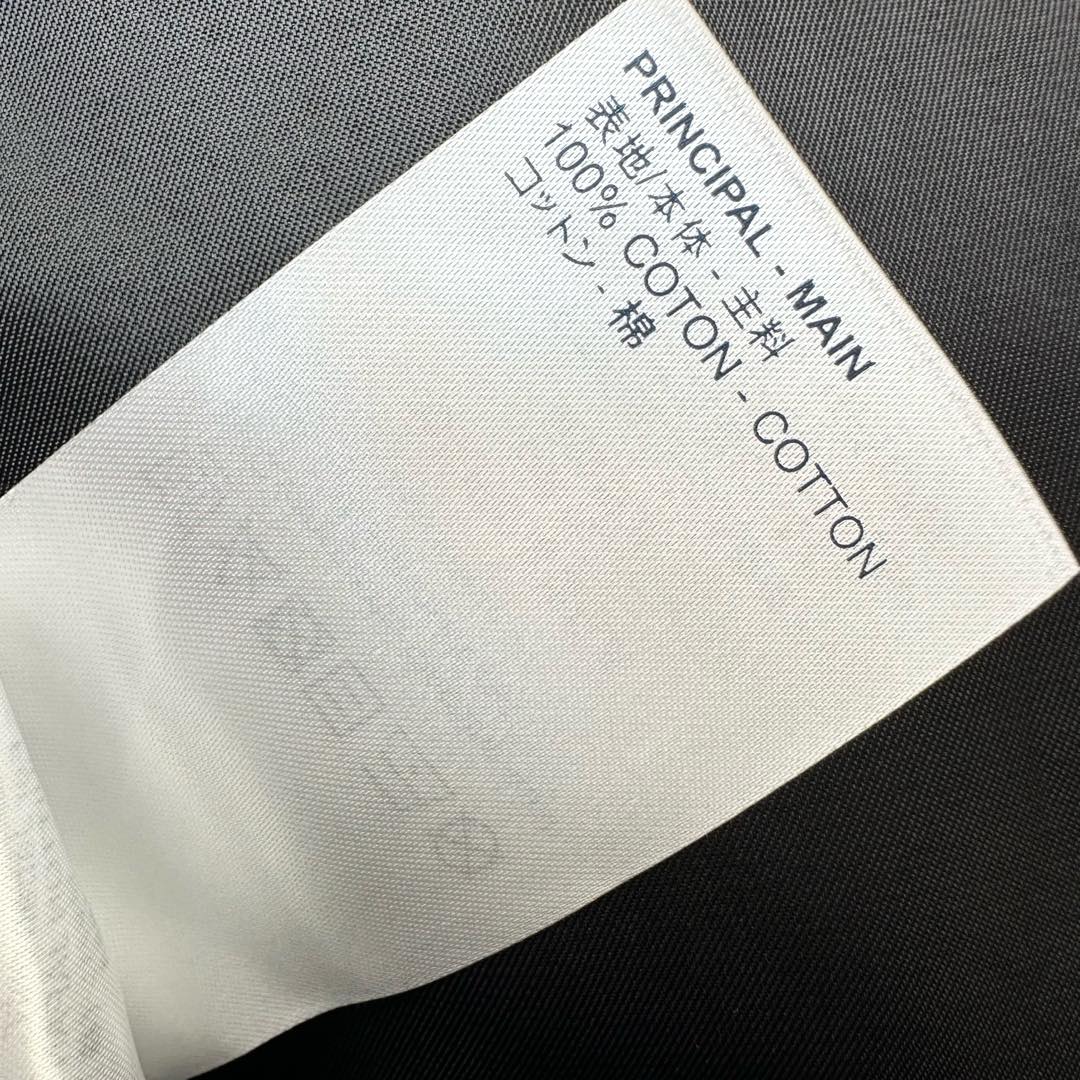 PRINCIPAL - MAIN
表地/本体 - 主料
100% COTON - COTTON
コットン - 棉